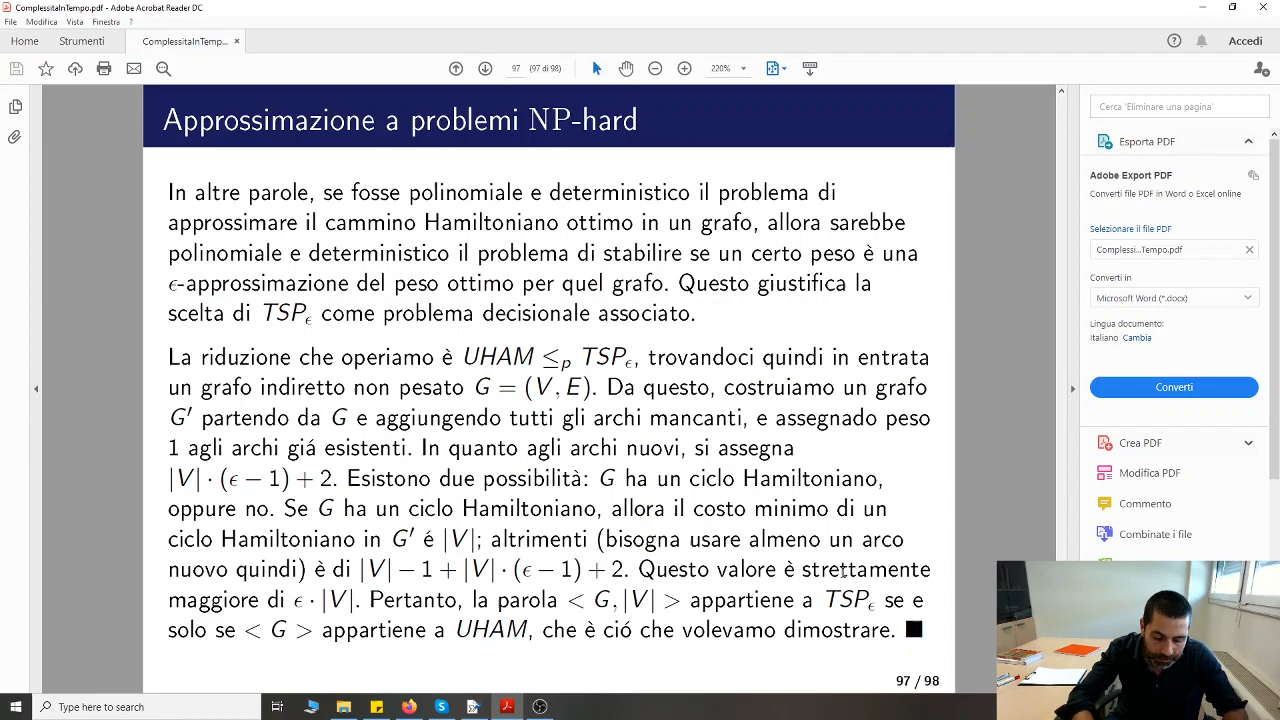 ComplessitaInTempo.pdf - Adobe Acrobat Reader DC
File Modifica Vista Finestra ?
Home Strumenti ComplessitaInTemp... × Accedi
97 (97 di 98) 220%
Approssimazione a problemi NP-hard
In altre parole, se fosse polinomiale e deterministico il problema di
approssimare il cammino Hamiltoniano ottimo in un grafo, allora sarebbe
polinomiale e deterministico il problema di stabilire se un certo peso è una
ϵ-approssimazione del peso ottimo per quel grafo. Questo giustifica la
scelta di TSPϵ come problema decisionale associato.
La riduzione che operiamo è UHAM ≤p TSPϵ, trovandoci quindi in entrata
un grafo indiretto non pesato G = (V, E). Da questo, costruiamo un grafo
G′ partendo da G e aggiungendo tutti gli archi mancanti, e assegnado peso
1 agli archi giá esistenti. In quanto agli archi nuovi, si assegna
|V| · (ϵ − 1) + 2. Esistono due possibilità: G ha un ciclo Hamiltoniano,
oppure no. Se G ha un ciclo Hamiltoniano, allora il costo minimo di un
ciclo Hamiltoniano in G′ é |V|; altrimenti (bisogna usare almeno un arco
nuovo quindi) è di |V| − 1 + |V| · (ϵ − 1) + 2. Questo valore è strettamente
maggiore di ϵ · |V|. Pertanto, la parola < G, |V| > appartiene a TSPϵ se e
solo se < G > appartiene a UHAM, che è ció che volevamo dimostrare. ■
97 / 98
Cerca 'Eliminare una pagina'
Esporta PDF
Adobe Export PDF
Converti file PDF in Word o Excel online
Selezionare il file PDF
Complessi...Tempo.pdf ×
Converti in
Microsoft Word (*.docx)
Lingua documento:
Italiano Cambia
Converti
Crea PDF
Modifica PDF
Commento
Combinate i file
Type here to search